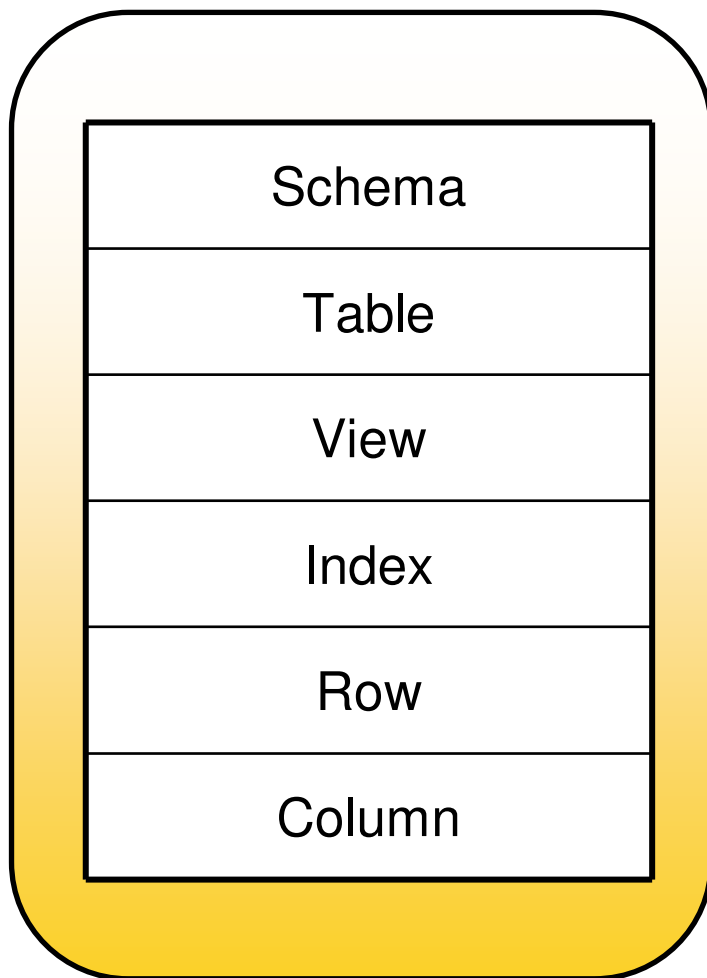 Schema
Table
View
Index
Row
Column